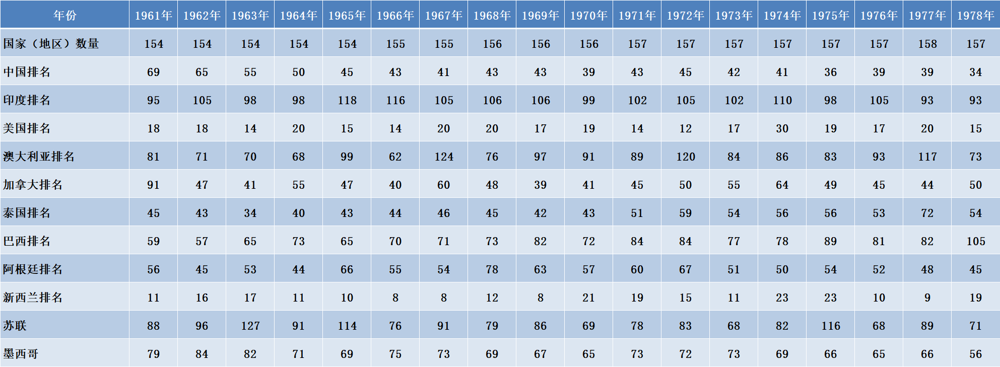 年份 1961年 1962年 1963年 1964年 1965年 1966年 1967年 1968年 1969年 1970年 1971年 1972年 1973年 1974年 1975年 1976年 1977年 1978年
国家（地区）数量 154 154 154 154 154 155 155 156 156 156 157 157 157 157 157 157 158 157
中国排名 69 65 55 50 45 43 41 43 43 39 43 45 42 41 36 39 39 34
印度排名 95 105 98 98 118 116 105 106 106 99 102 105 102 110 98 105 93 93
美国排名 18 18 14 20 15 14 20 20 17 19 14 12 17 30 19 17 20 15
澳大利亚排名 81 71 70 68 99 62 124 76 97 91 89 120 84 86 83 93 117 73
加拿大排名 91 47 41 55 47 40 60 48 39 41 45 50 55 64 49 45 44 50
泰国排名 45 43 34 40 43 44 46 45 42 43 51 59 54 56 56 53 72 54
巴西排名 59 57 65 73 65 70 71 73 82 72 84 84 77 78 89 81 82 105
阿根廷排名 56 45 53 44 66 55 54 78 63 57 60 67 51 50 54 52 48 45
新西兰排名 11 16 17 11 10 8 8 12 8 21 19 15 11 23 23 10 9 19
苏联 88 96 127 91 114 76 91 79 86 69 78 83 68 82 116 68 89 71
墨西哥 79 84 82 71 69 75 73 69 67 65 73 72 73 69 66 65 66 56